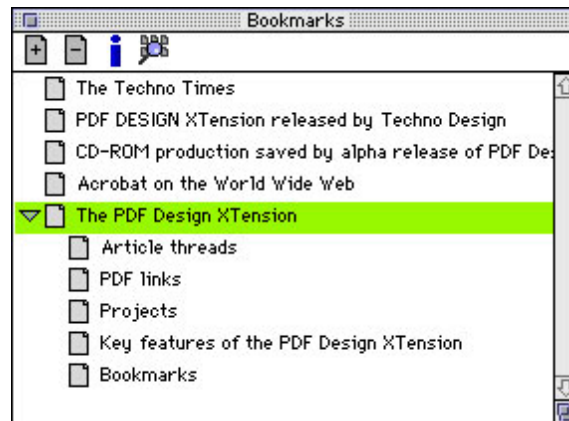 Bookmarks
The Techno Times
PDF DESIGN XTension released by Techno Design
CD-ROM production saved by alpha release of PDF De
Acrobat on the World Wide Web
The PDF Design XTension
Article threads
PDF links
Projects
Key features of the PDF Design XTension
Bookmarks